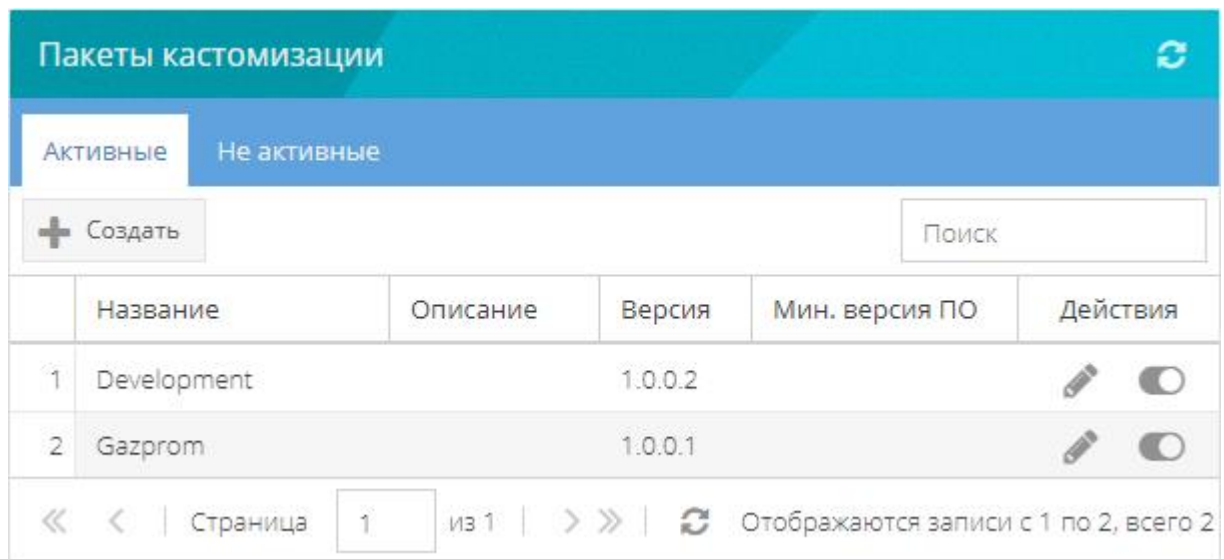 Пакеты кастомизации
Активные Не активные
Создать Поиск
Название Описание Версия Мин. версия ПО Действия
1 Development 1.0.0.2
2 Gazprom 1.0.0.1
Страница 1 из 1 Отображаются записи с 1 по 2, всего 2